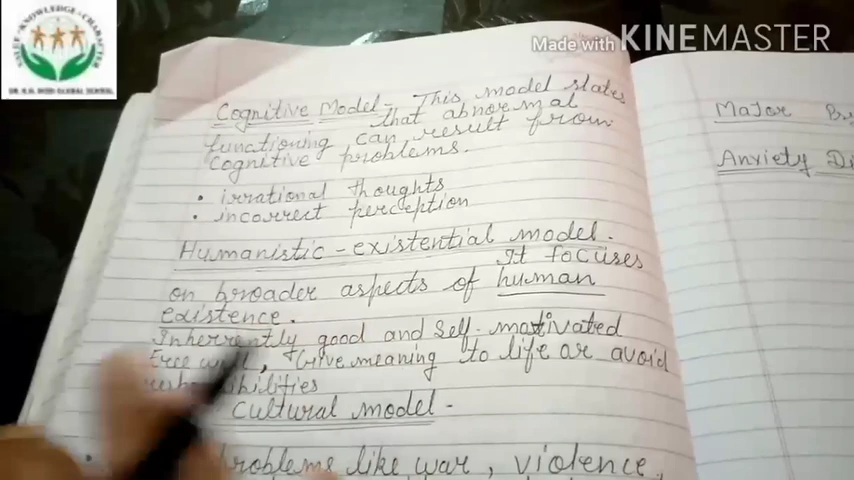 Made with KINEMASTER
Cognitive Model - This model states
that abnormal
functioning can result from
cognitive problems.
• irrational thoughts
• incorrect perception
Humanistic - existential model.
It focuses
on broader aspects of human
existence.
Inherrently good and self-motivated
Free will, Give meaning to life or avoid
responsibilities
Cultural model -
problems like war, violence,
Major
Anxiety